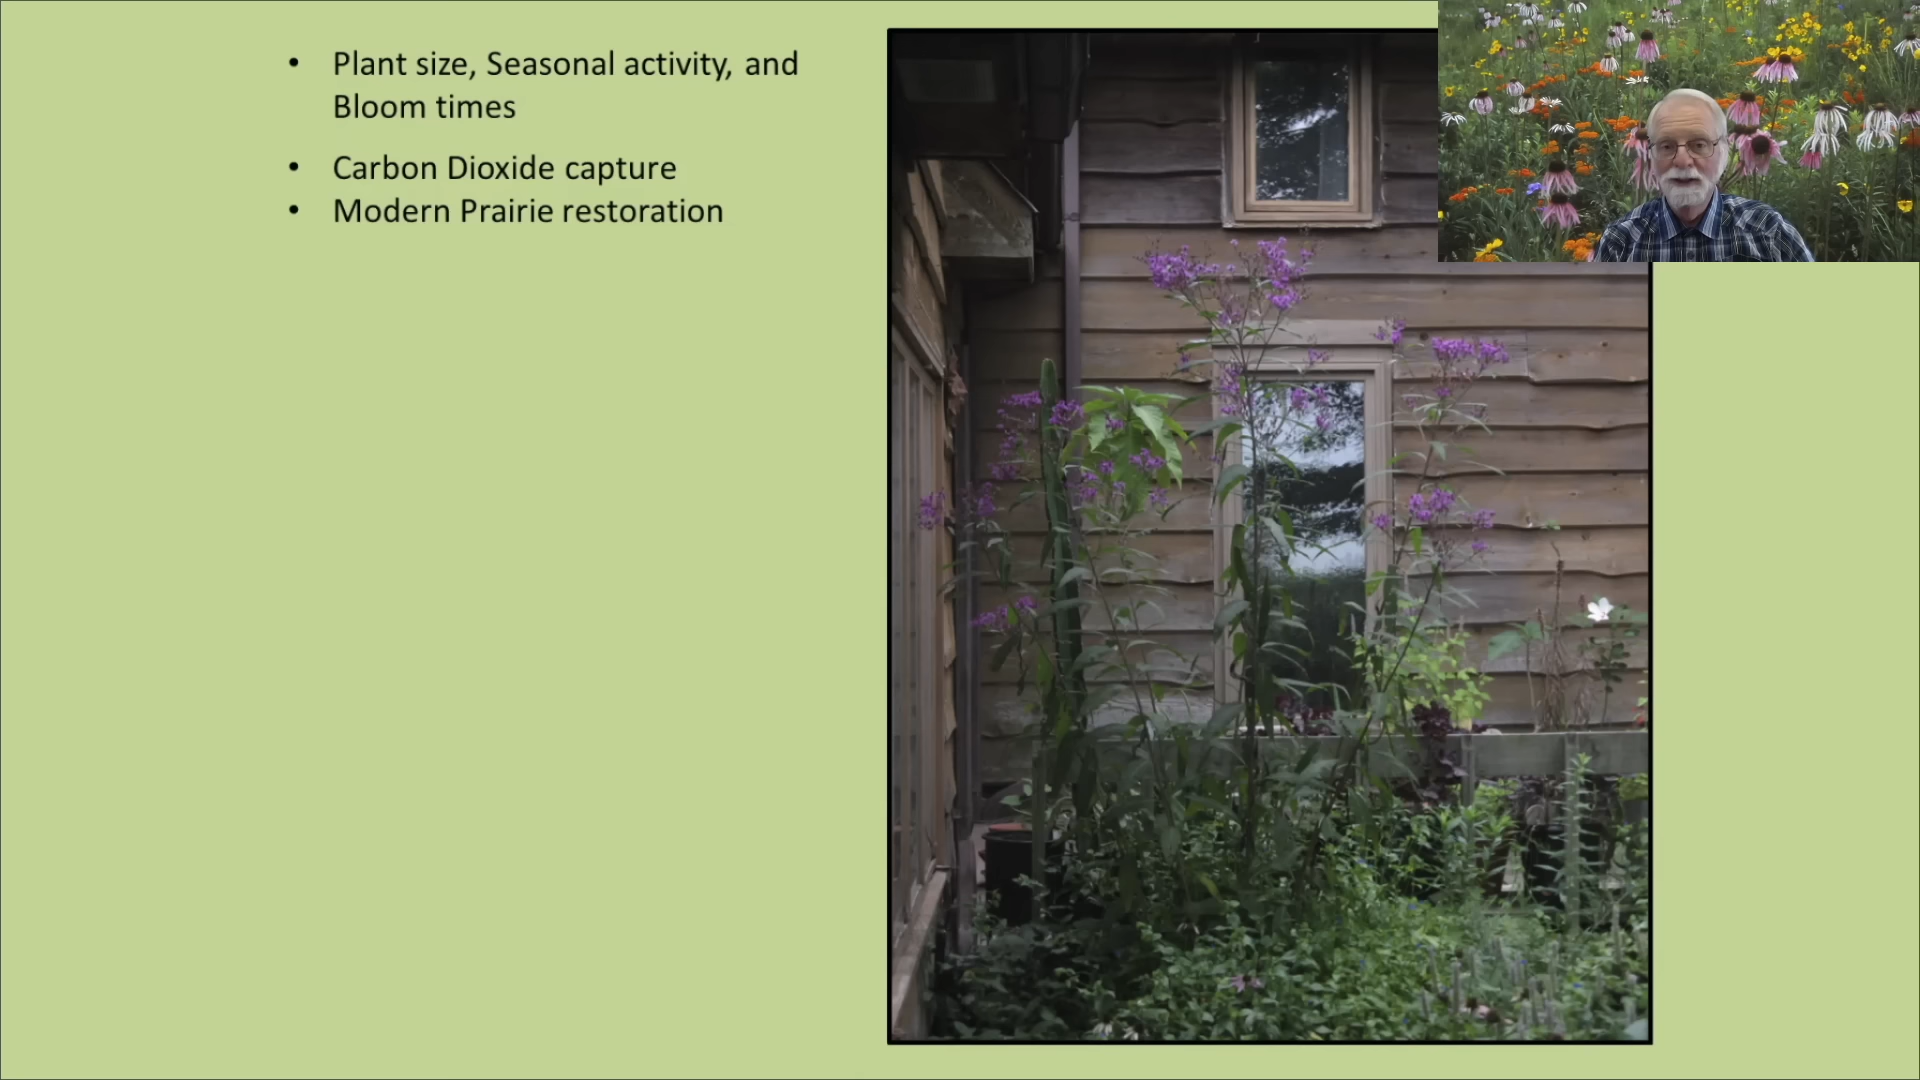 • Plant size, Seasonal activity, and
Bloom times
• Carbon Dioxide capture
• Modern Prairie restoration